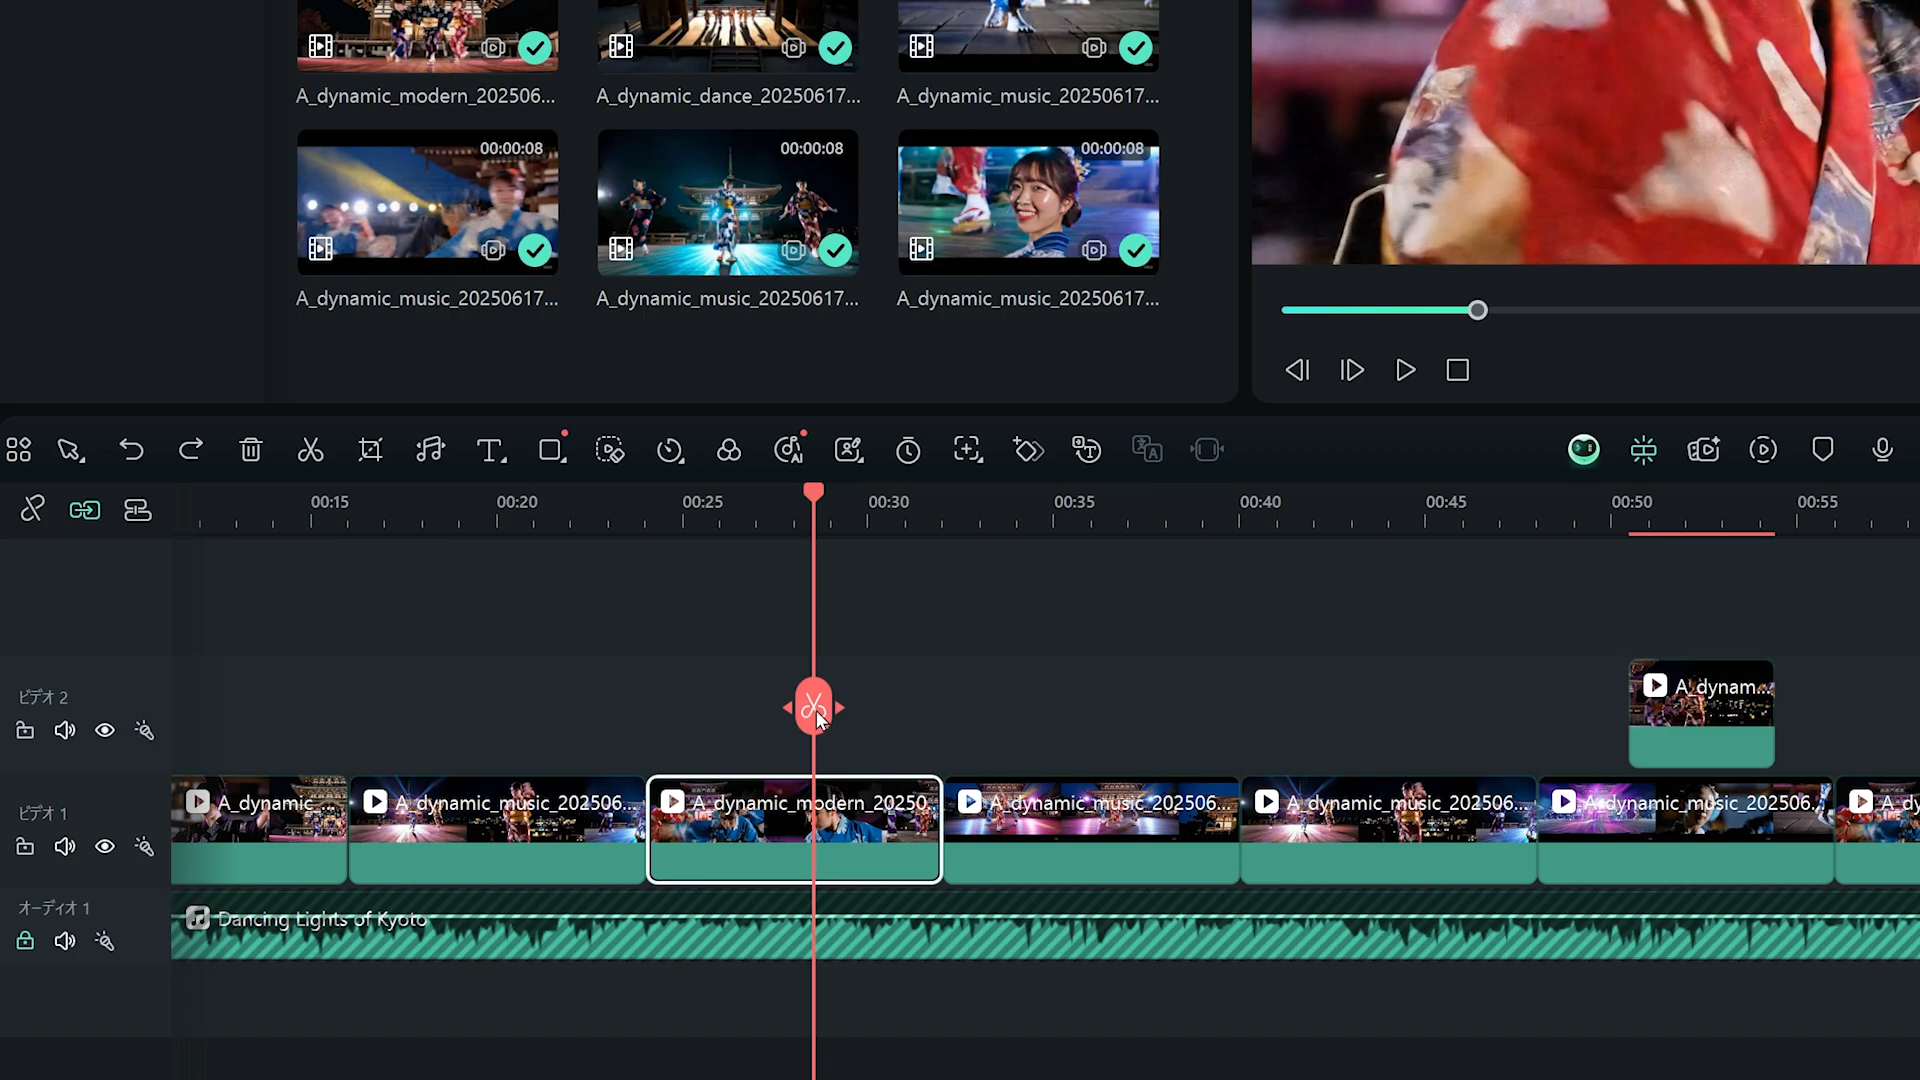 A_dynamic_modern_202506...
A_dynamic_dance_20250617...
A_dynamic_music_20250617...
00:00:08
00:00:08
00:00:08
A_dynamic_music_20250617...
A_dynamic_music_20250617...
A_dynamic_music_20250617...
00:15
00:20
00:25
00:30
00:35
00:40
00:45
00:50
00:55
ビデオ 2
A_dynam...
ビデオ 1
A_dynamic_...
A_dynamic_music_202506...
A_dynamic_modern_20250...
A_dynamic_music_202506...
A_dynamic_music_202506...
A_dynamic_music_202506...
A_dy
オーディオ 1
Dancing Lights of Kyoto